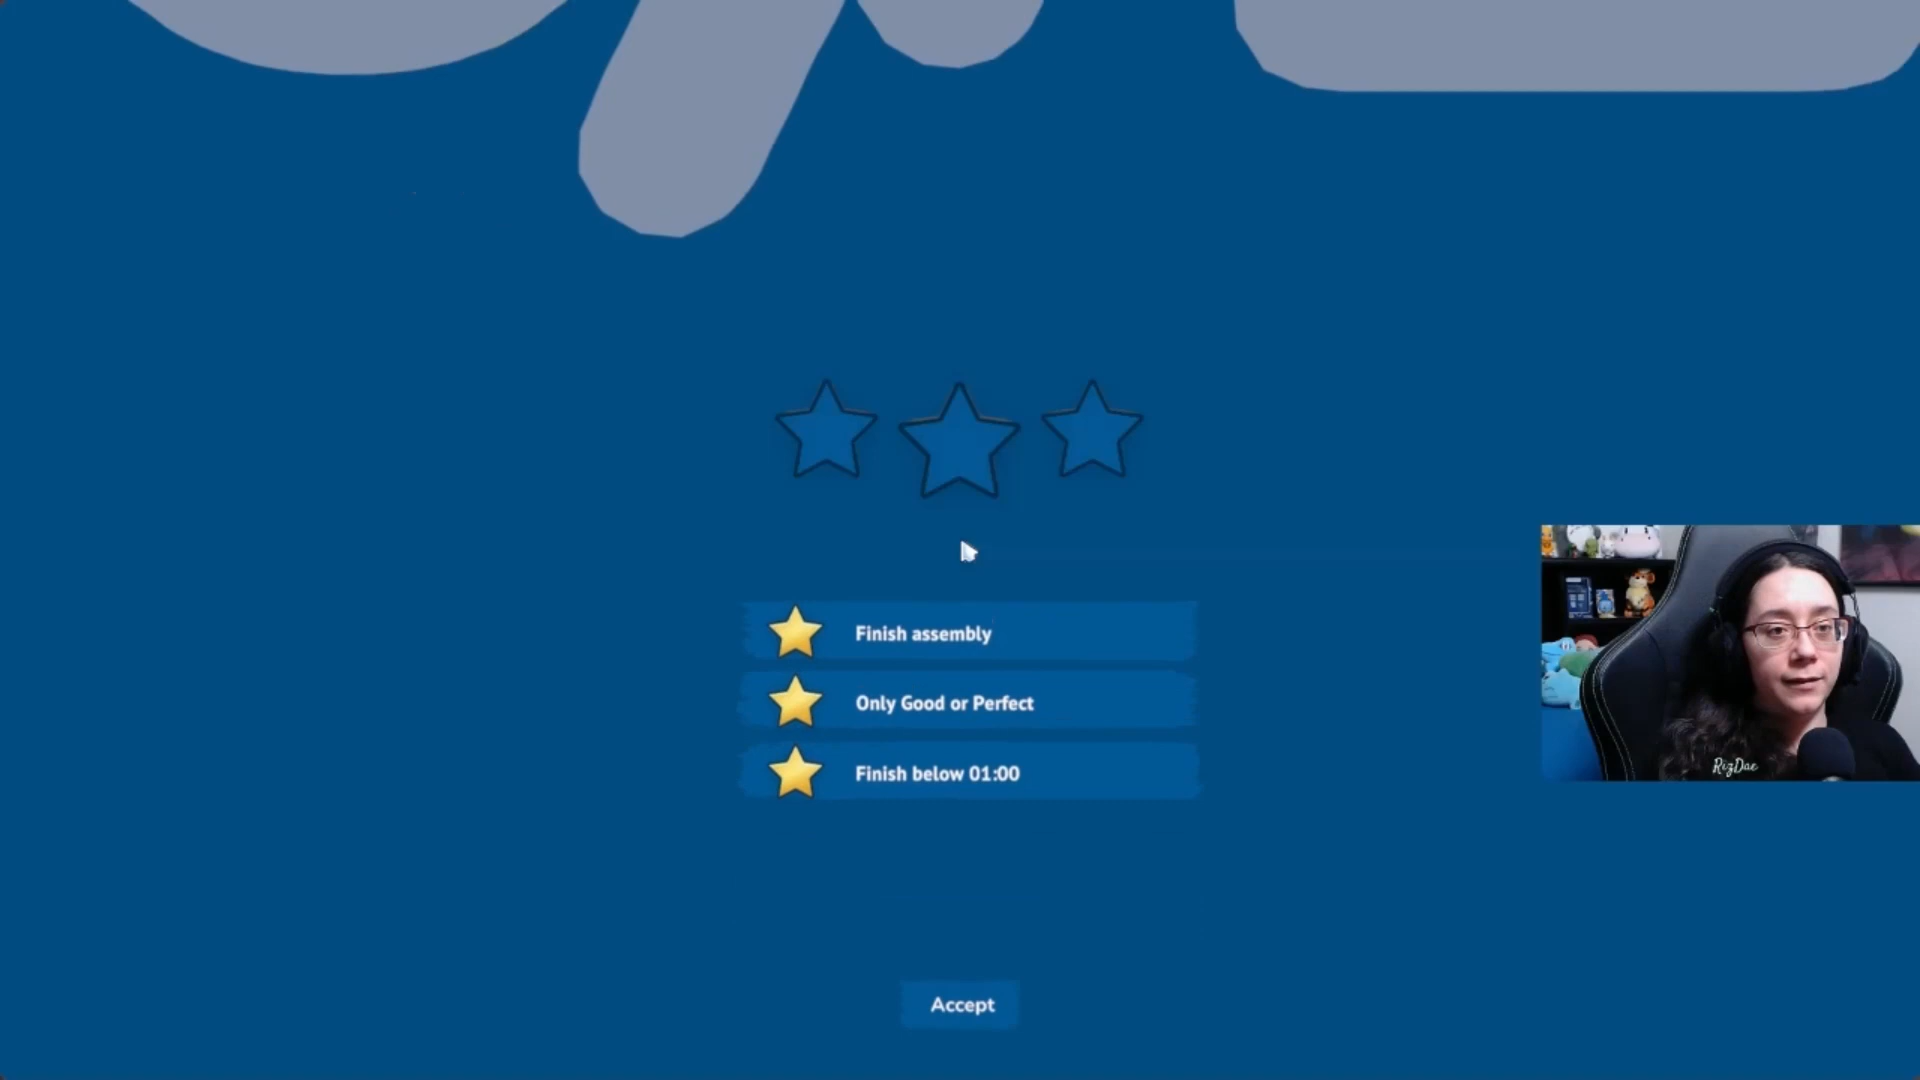 Finish assembly
Only Good or Perfect
Finish below 01:00
RizDae
Accept